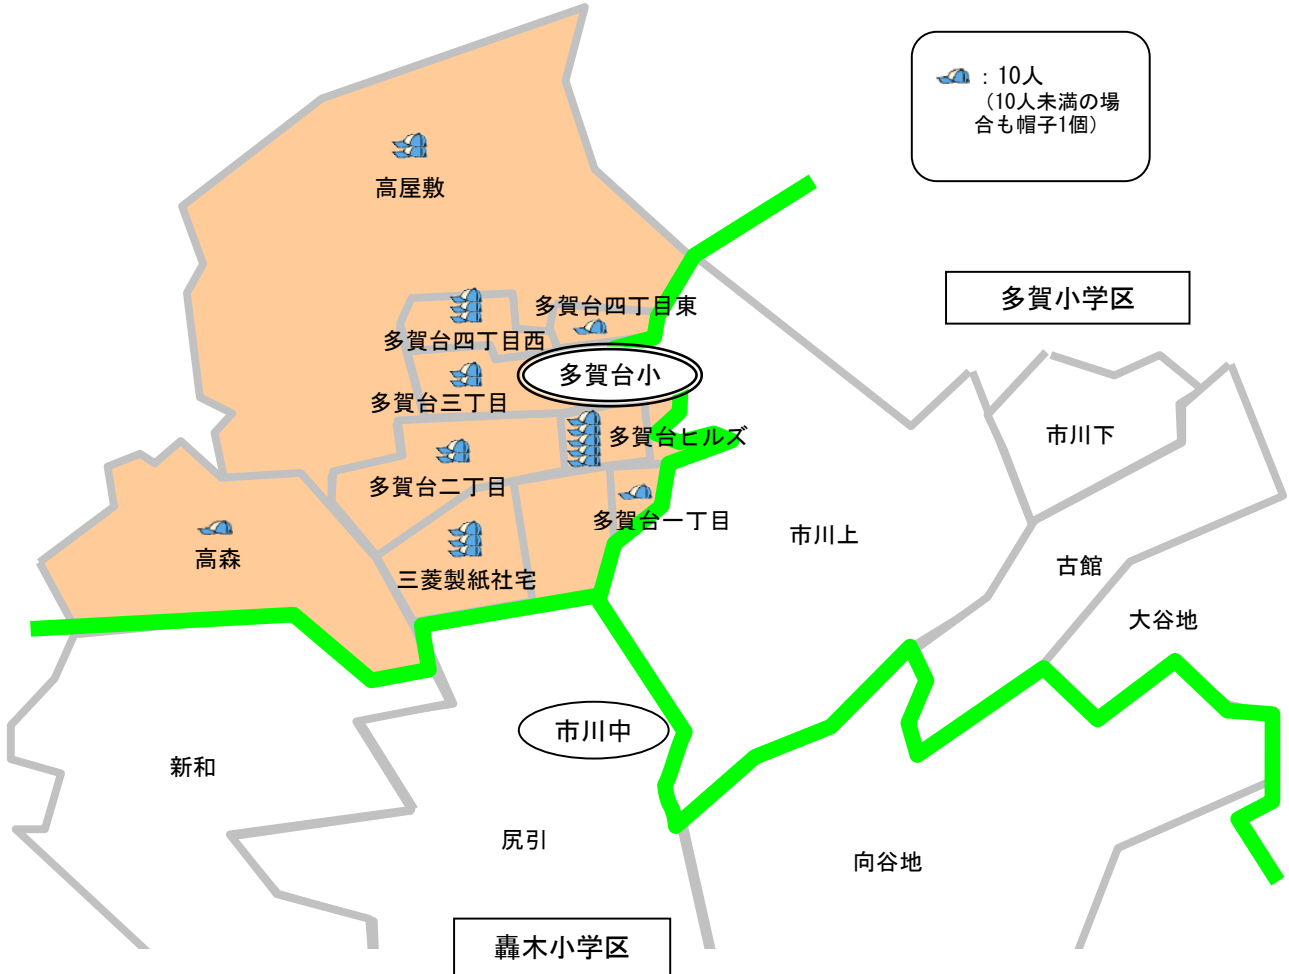 ：10人
（10人未満の場
合も帽子1個）
高屋敷
多賀小学区
多賀台四丁目東
多賀台四丁目西
多賀台小
多賀台三丁目
多賀台ヒルズ
市川下
多賀台二丁目
多賀台一丁目
市川上
高森
古館
三菱製紙社宅
大谷地
市川中
新和
尻引
向谷地
轟木小学区